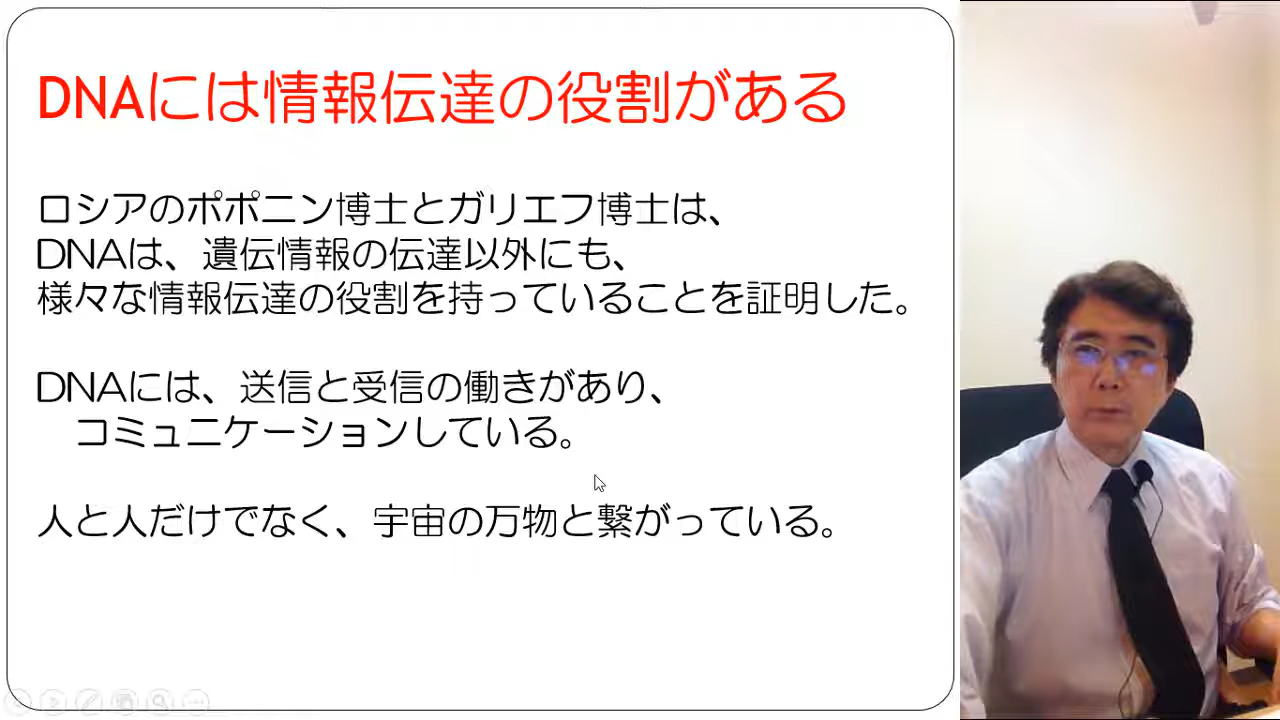 DNAには情報伝達の役割がある
ロシアのポポニン博士とガリエフ博士は、
DNAは、遺伝情報の伝達以外にも、
様々な情報伝達の役割を持っていることを証明した。
DNAには、送信と受信の働きがあり、
コミュニケーションしている。
人と人だけでなく、宇宙の万物と繋がっている。